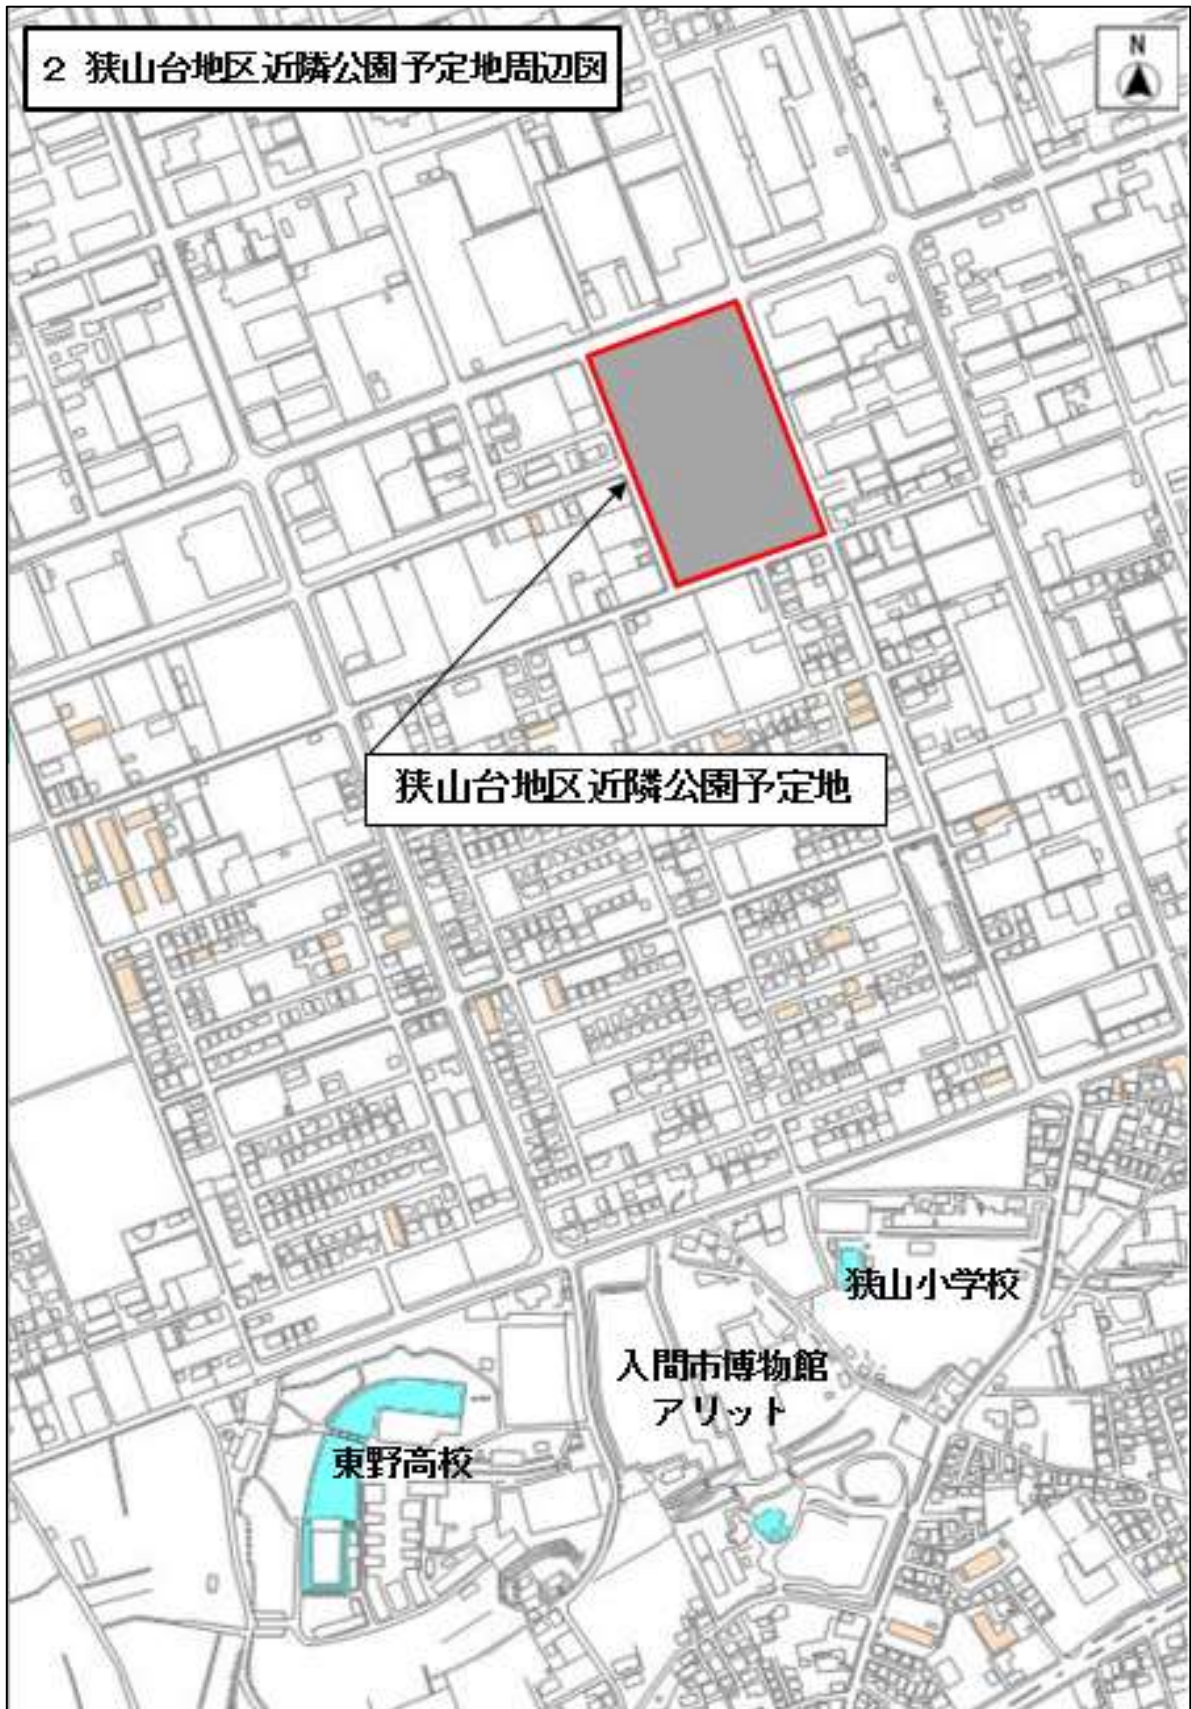 2 狭山台地区近隣公園予定地周辺図
N
狭山台地区近隣公園予定地
狭山小学校
入間市博物館
アリット
東野高校